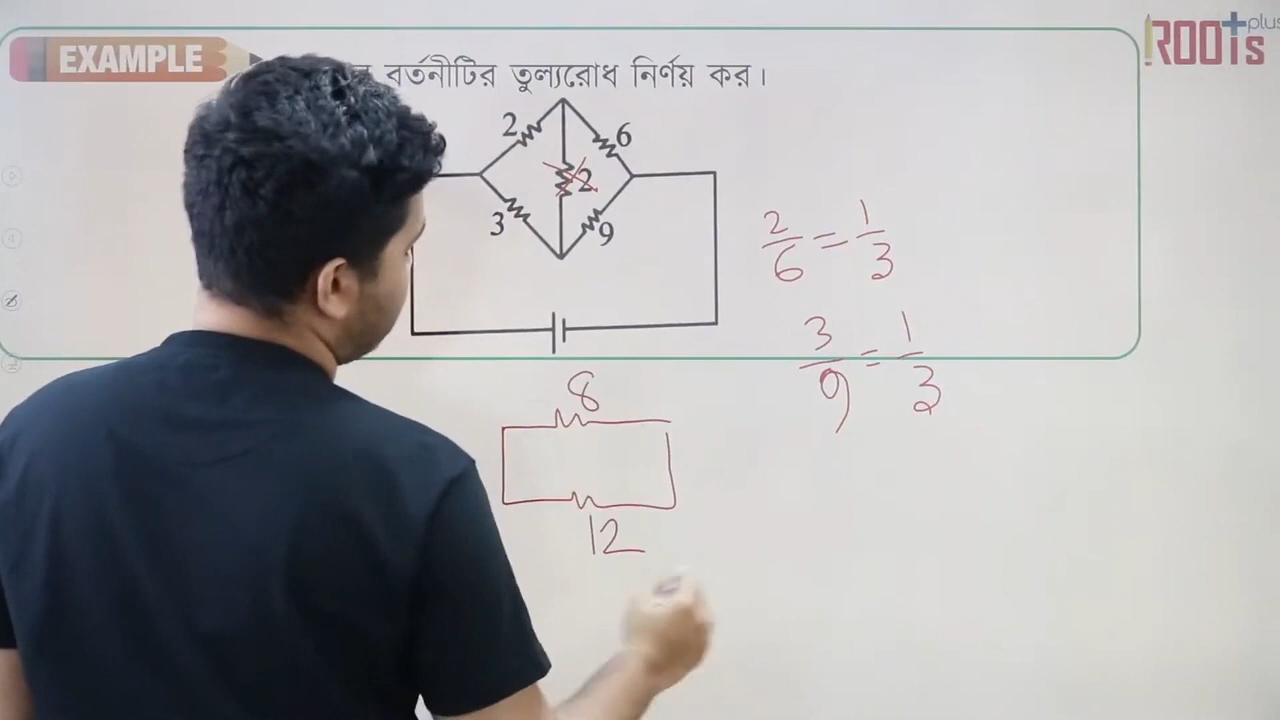 EXAMPLE
ROOTS plus
বর্তনীটির তুল্যরোধ নির্ণয় কর।
2
6
2
3
9
2/6 = 1/3
3/9 = 1/3
8
12